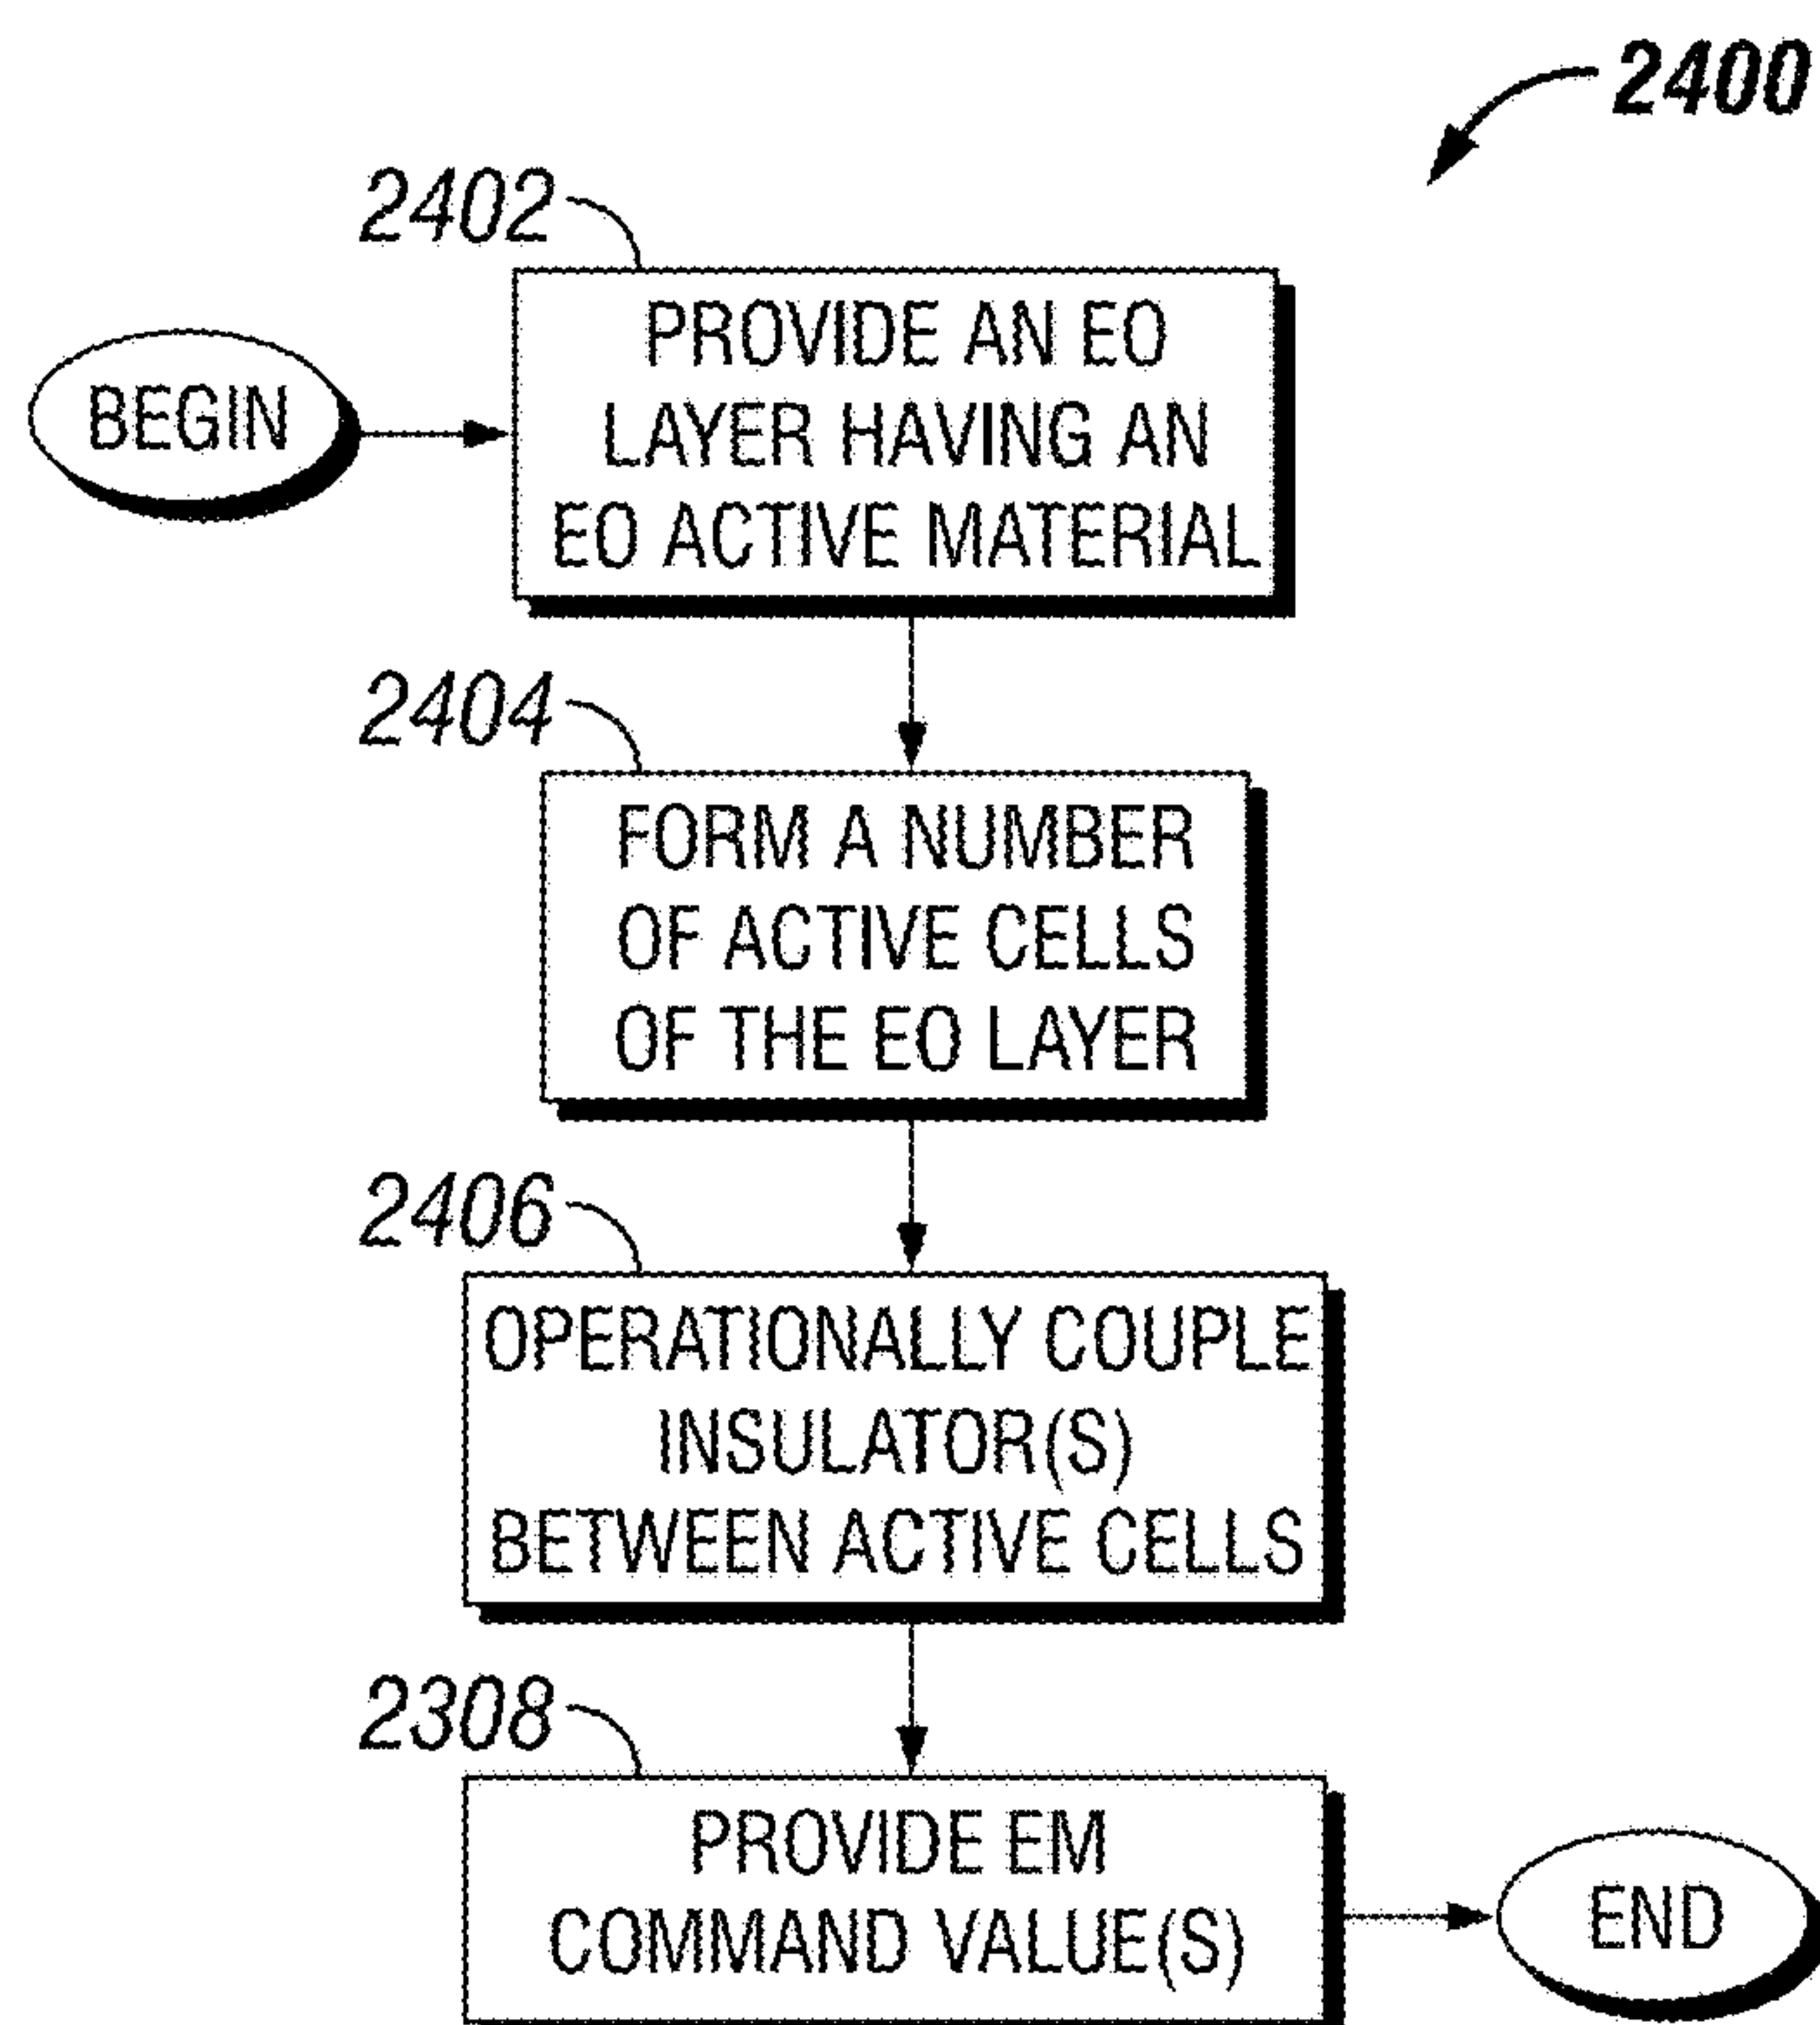 2400
2402
PROVIDE AN EO
LAYER HAVING AN
EO ACTIVE MATERIAL
BEGIN
2404
FORM A NUMBER
OF ACTIVE CELLS
OF THE EO LAYER
2406
OPERATIONALLY COUPLE
INSULATOR(S)
BETWEEN ACTIVE CELLS
2308
PROVIDE EM
COMMAND VALUE(S)
END